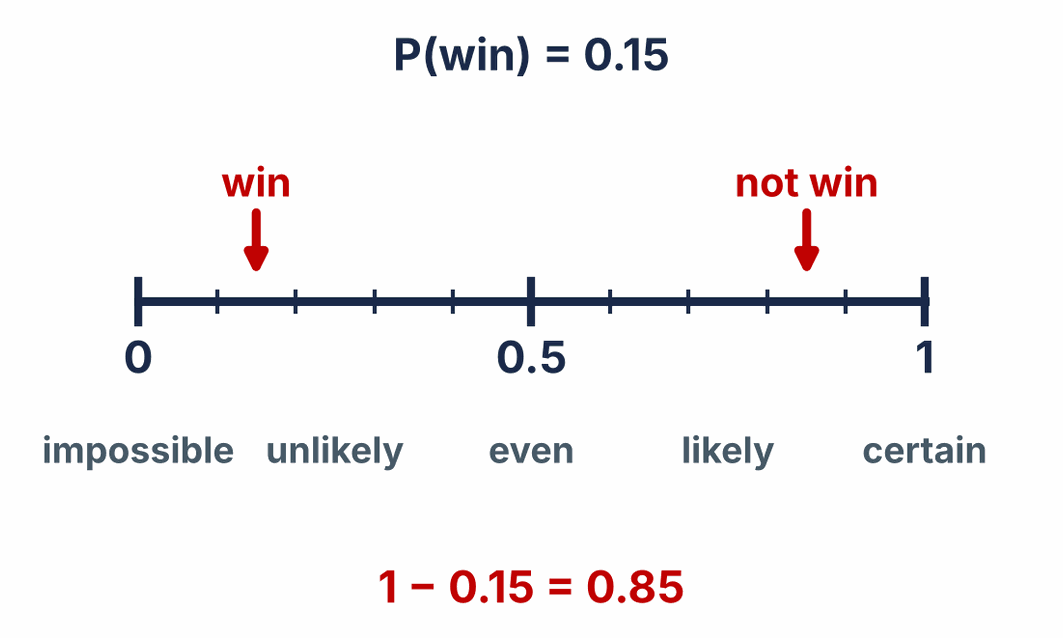 P(win) = 0.15
win not win
0 0.5 1
impossible unlikely even likely certain
1 − 0.15 = 0.85